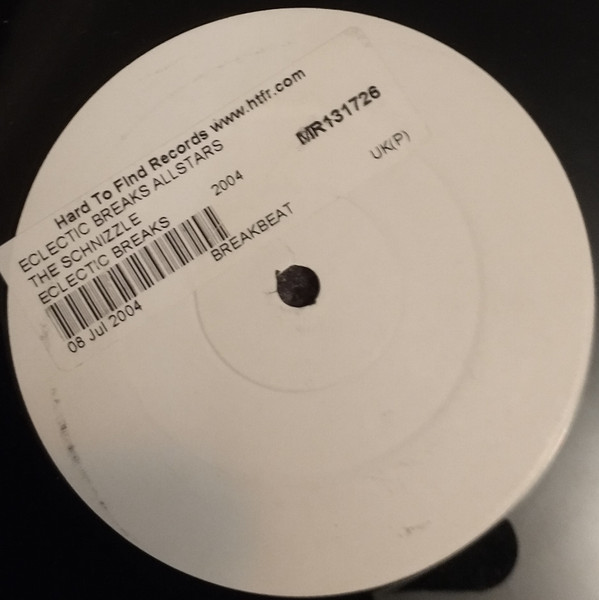 Hard To Find Records www.htfr.com
ECLECTIC BREAKS ALLSTARS MR131726
THE SCHNIZZLE 2004 UK(P)
ECLECTIC BREAKS
BREAKBEAT
08 Jul 2004